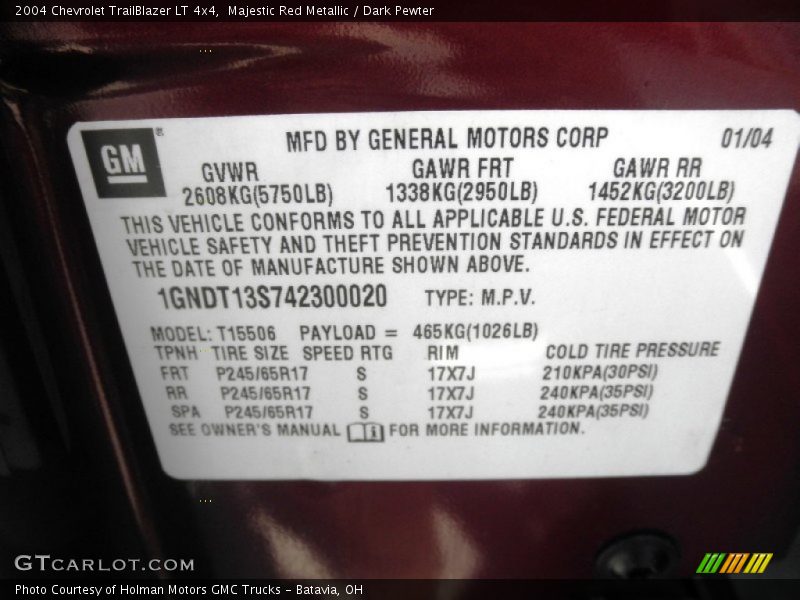 2004 Chevrolet TrailBlazer LT 4x4, Majestic Red Metallic / Dark Pewter
GM ®
MFD BY GENERAL MOTORS CORP 01/04
GVWR GAWR FRT GAWR RR
2608KG(5750LB) 1338KG(2950LB) 1452KG(3200LB)
THIS VEHICLE CONFORMS TO ALL APPLICABLE U.S. FEDERAL MOTOR
VEHICLE SAFETY AND THEFT PREVENTION STANDARDS IN EFFECT ON
THE DATE OF MANUFACTURE SHOWN ABOVE.
1GNDT13S742300020 TYPE: M.P.V.
MODEL: T15506 PAYLOAD = 465KG(1026LB)
TPNH TIRE SIZE SPEED RTG RIM COLD TIRE PRESSURE
FRT P245/65R17 S 17X7J 210KPA(30PSI)
RR P245/65R17 S 17X7J 240KPA(35PSI)
SPA P245/65R17 S 17X7J 240KPA(35PSI)
SEE OWNER'S MANUAL FOR MORE INFORMATION.
GTCARLOT.COM
Photo Courtesy of Holman Motors GMC Trucks - Batavia, OH